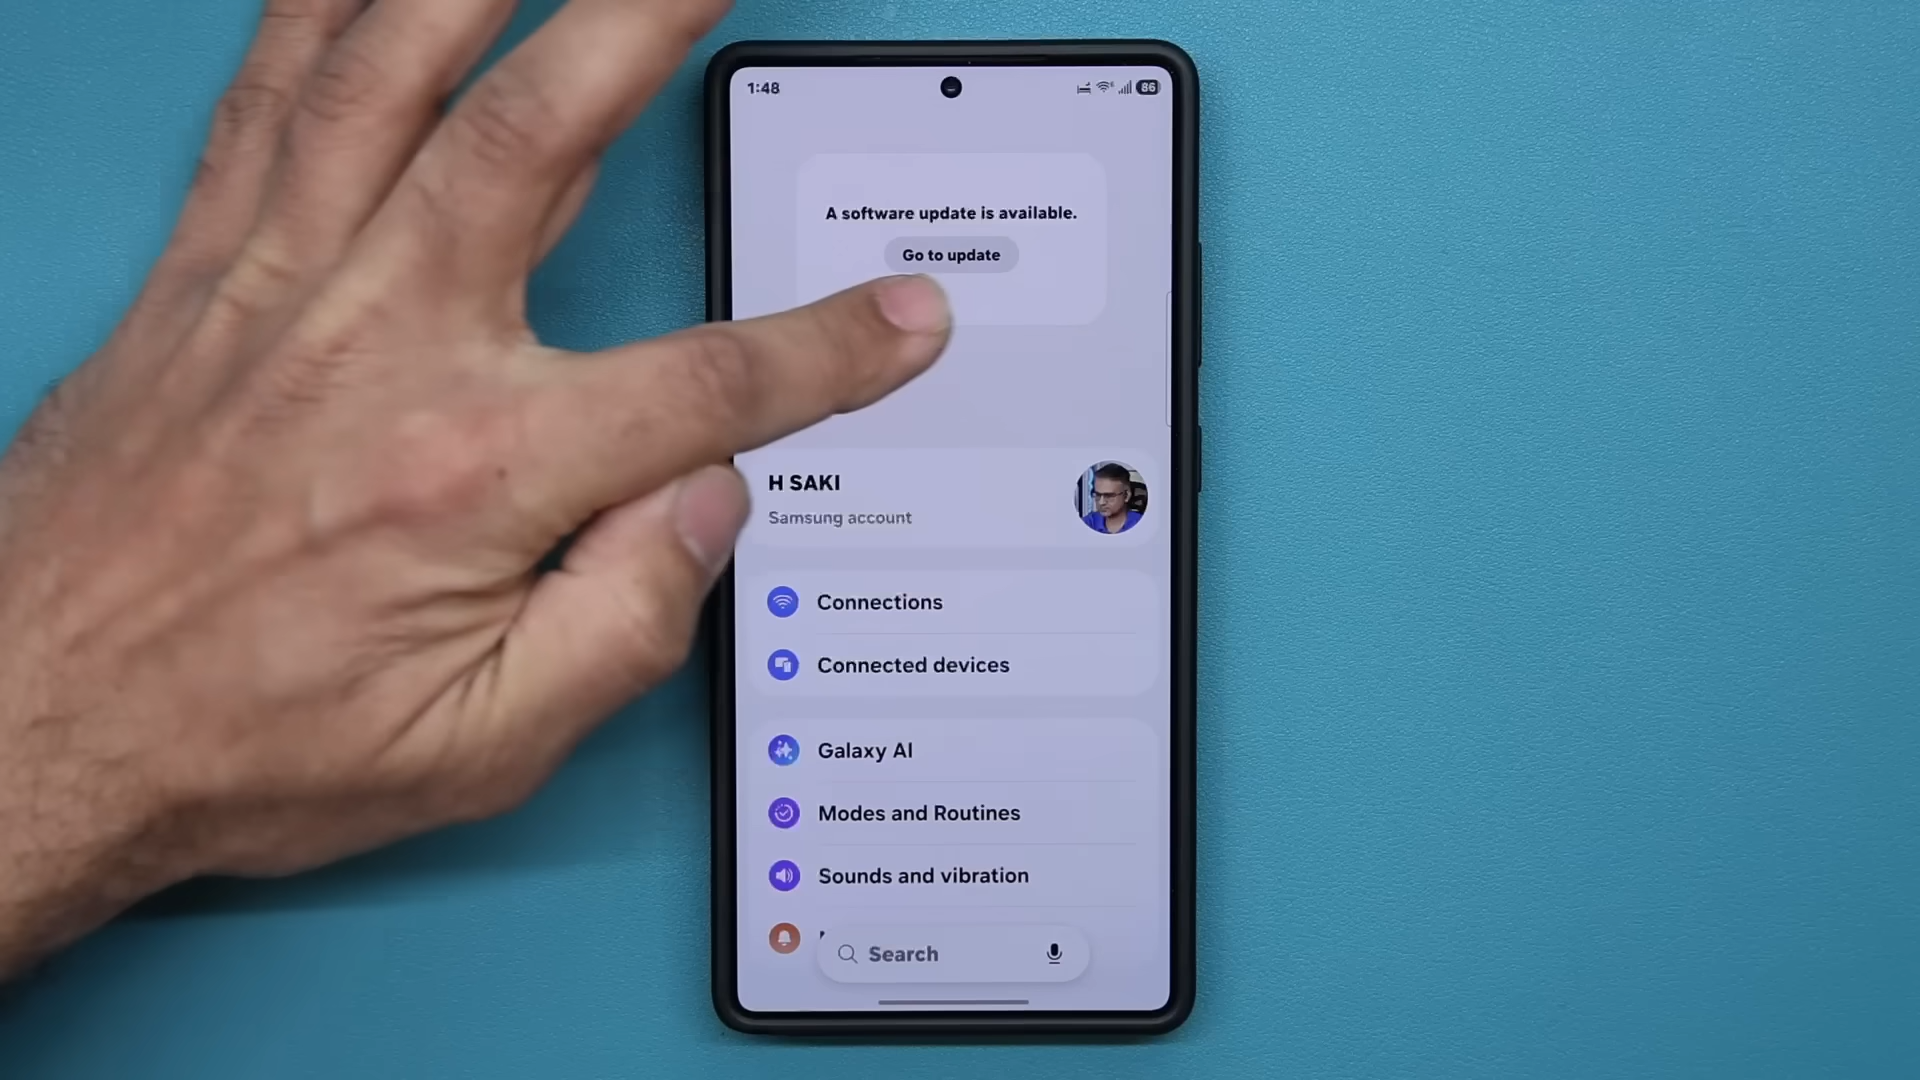 1:48
86
A software update is available.
Go to update
H SAKI
Samsung account
Connections
Connected devices
Galaxy AI
Modes and Routines
Sounds and vibration
Search